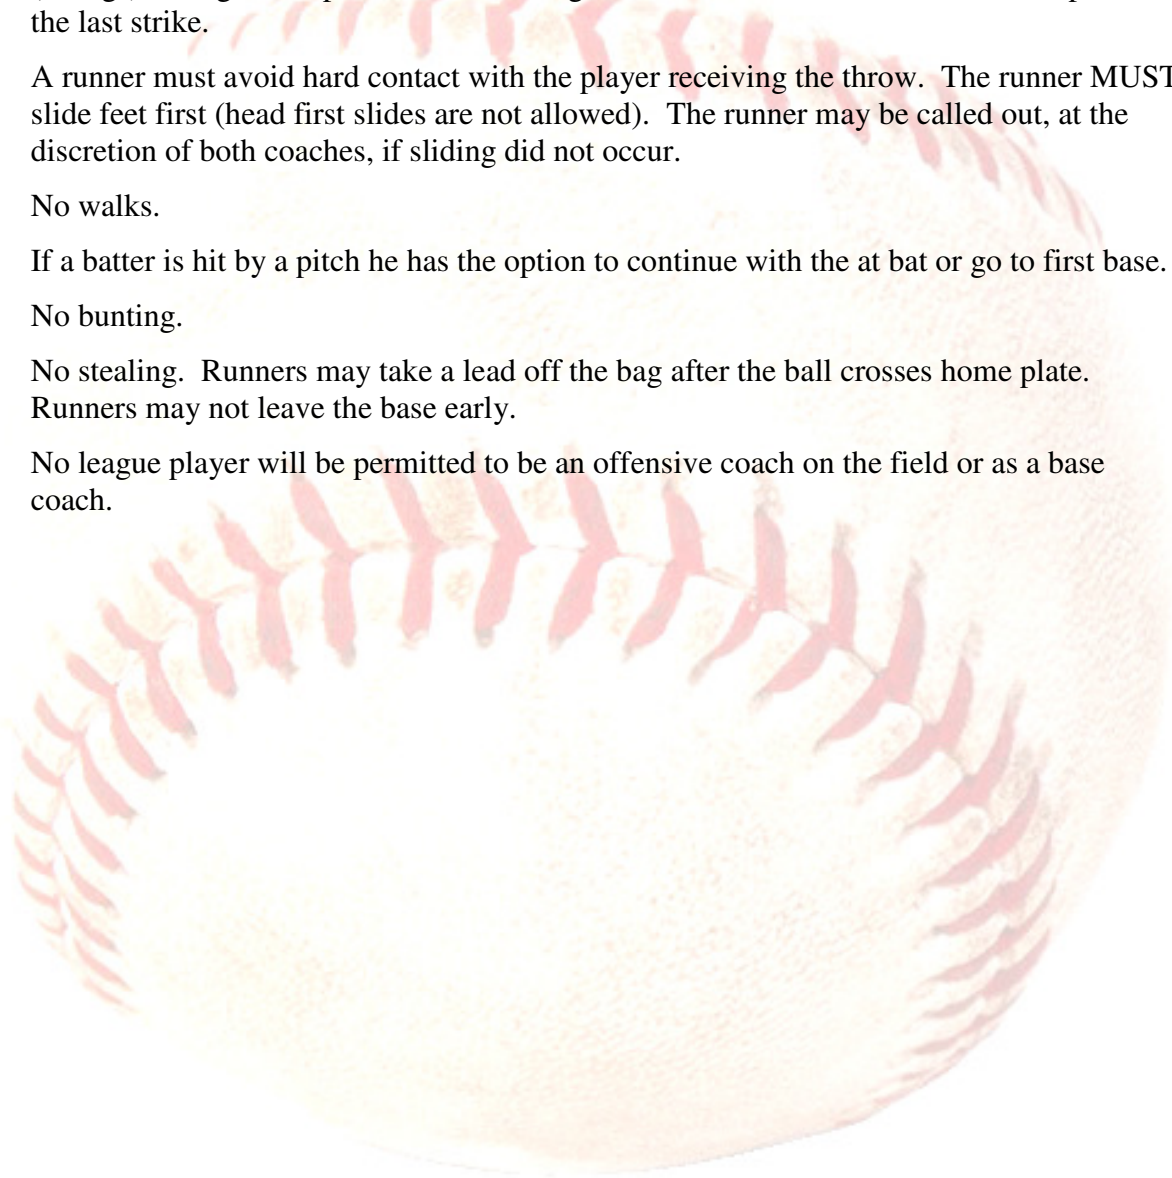 the last strike.
A runner must avoid hard contact with the player receiving the throw.  The runner MUST
slide feet first (head first slides are not allowed).  The runner may be called out, at the
discretion of both coaches, if sliding did not occur.
No walks.
If a batter is hit by a pitch he has the option to continue with the at bat or go to first base.
No bunting.
No stealing.  Runners may take a lead off the bag after the ball crosses home plate.
Runners may not leave the base early.
No league player will be permitted to be an offensive coach on the field or as a base
coach.